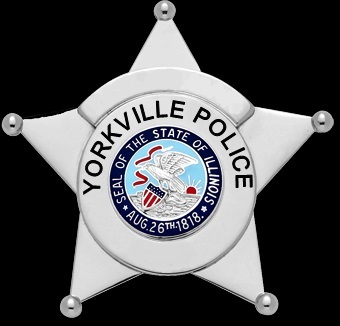 YORKVILLE POLICE
SEAL OF THE STATE OF ILLINOIS
AUG. 26TH 1818